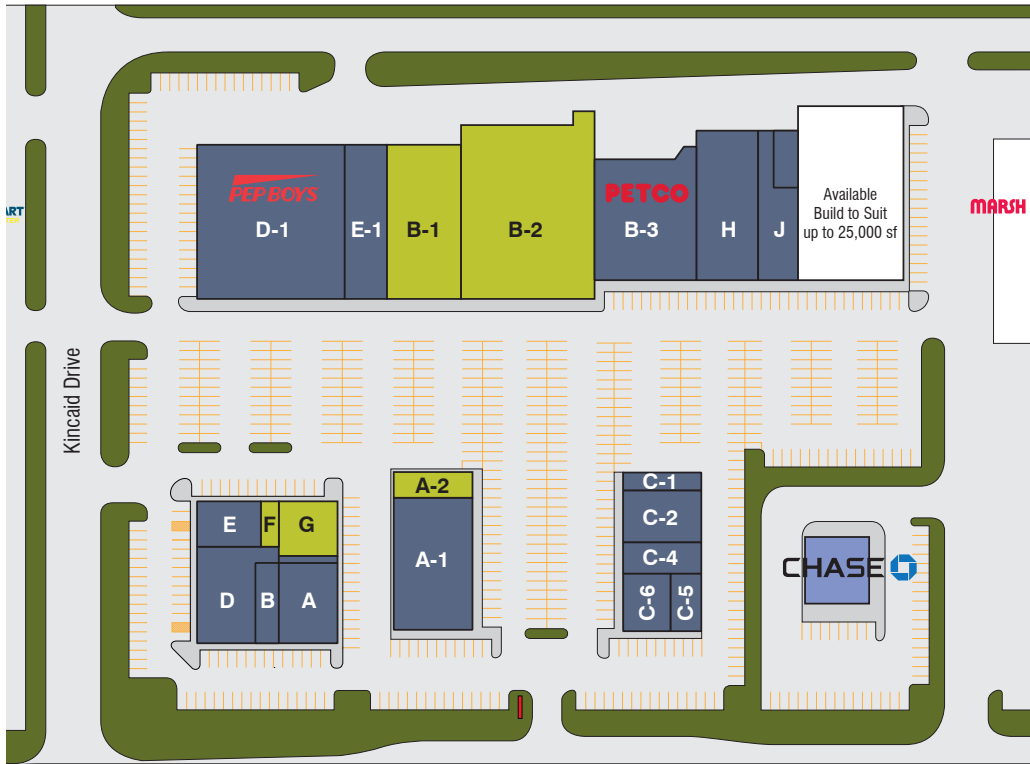 PEP BOYS
D-1
E-1
B-1
B-2
PETCO
B-3
H
J
Available
Build to Suit
up to 25,000 sf
MARSH
ART
Kincaid Drive
E
F
G
D
B
A
A-2
A-1
C-1
C-2
C-4
C-6
C-5
CHASE